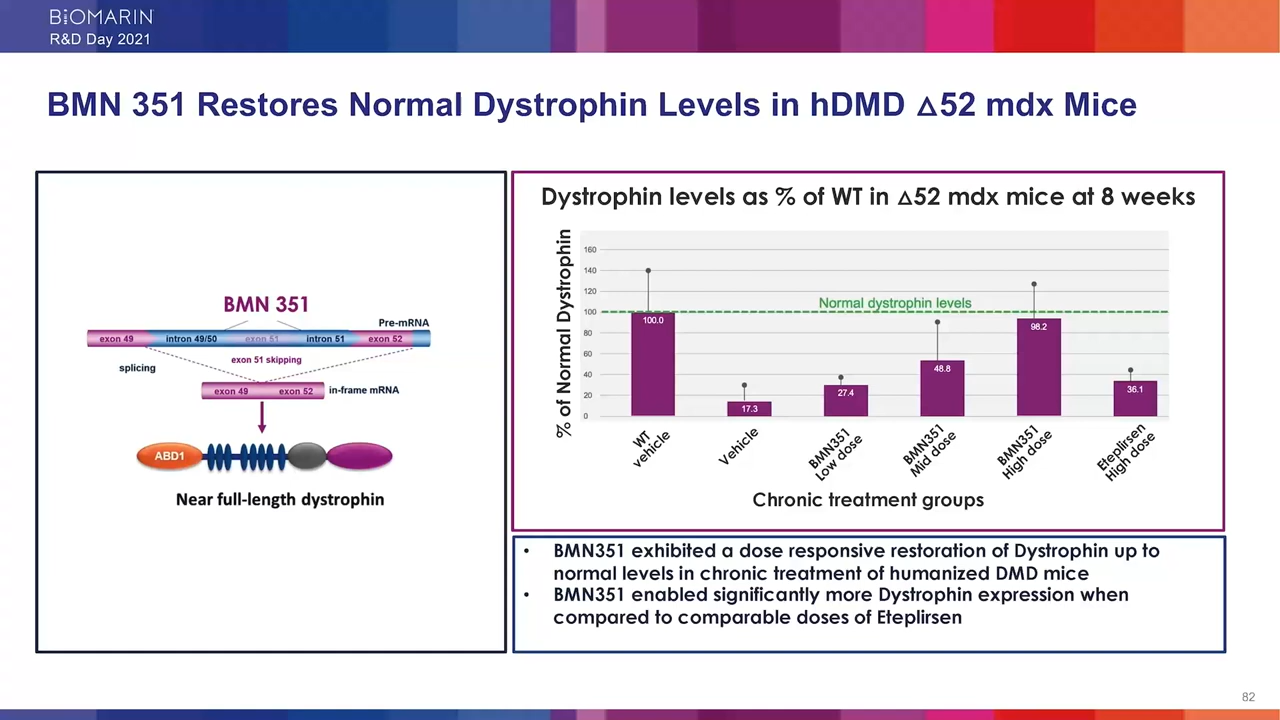 BIOMARIN
R&D Day 2021
BMN 351 Restores Normal Dystrophin Levels in hDMD △52 mdx Mice
BMN 351
Pre-mRNA
exon 49 intron 49/50 exon 51 intron 51 exon 52
exon 51 skipping
splicing
exon 49 exon 52 in-frame mRNA
ABD1
Near full-length dystrophin
Dystrophin levels as % of WT in △52 mdx mice at 8 weeks
% of Normal Dystrophin
160
140
120
100
80
60
40
20
0
Normal dystrophin levels
100.0
17.3
27.4
48.8
98.2
36.1
WT
vehicle
Vehicle
BMN351
Low dose
BMN351
Mid dose
BMN351
High dose
Eteplirsen
High dose
Chronic treatment groups
• BMN351 exhibited a dose responsive restoration of Dystrophin up to
normal levels in chronic treatment of humanized DMD mice
• BMN351 enabled significantly more Dystrophin expression when
compared to comparable doses of Eteplirsen
82